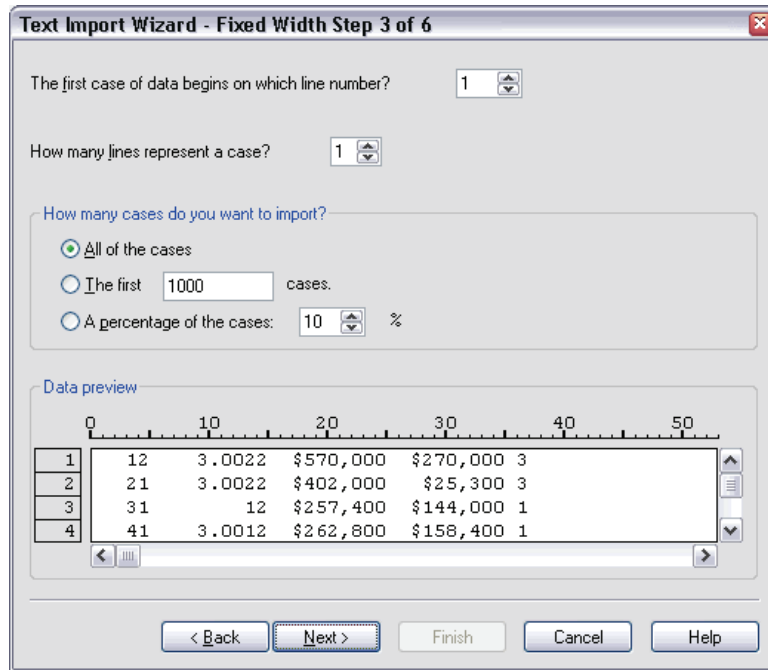 Text Import Wizard - Fixed Width Step 3 of 6
The first case of data begins on which line number? 1
How many lines represent a case? 1
How many cases do you want to import?
All of the cases
The first 1000 cases.
A percentage of the cases: 10 %
Data preview
0 10 20 30 40 50
1 12 3.0022 $570,000 $270,000 3
2 21 3.0022 $402,000 $25,300 3
3 31 12 $257,400 $144,000 1
4 41 3.0012 $262,800 $158,400 1
< Back Next > Finish Cancel Help